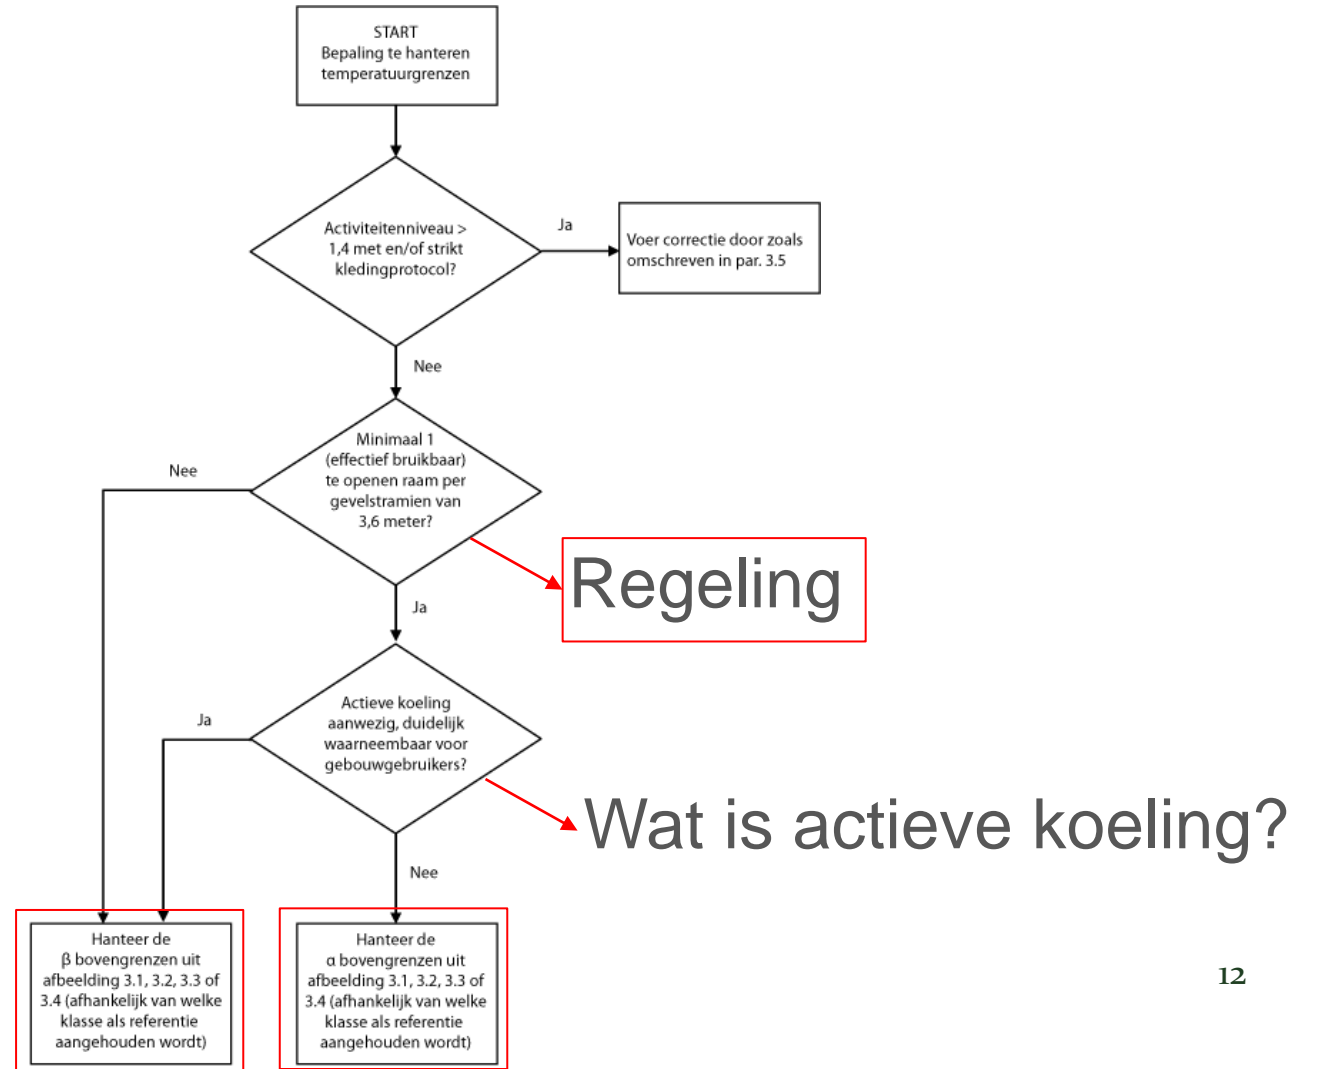 START
Bepaling te hanteren
temperatuurgrenzen
Activiteitenniveau >
1,4 met en/of strikt
kledingprotocol?
Ja
Voer correctie door zoals
omschreven in par. 3.5
Nee
Minimaal 1
(effectief bruikbaar)
te openen raam per
gevelstramien van
3,6 meter?
Nee
Regeling
Ja
Actieve koeling
aanwezig, duidelijk
waarneembaar voor
gebouwgebruikers?
Ja
Wat is actieve koeling?
Nee
Hanteer de
β bovengrenzen uit
afbeelding 3.1, 3.2, 3.3 of
3.4 (afhankelijk van welke
klasse als referentie
aangehouden wordt)
Hanteer de
α bovengrenzen uit
afbeelding 3.1, 3.2, 3.3 of
3.4 (afhankelijk van welke
klasse als referentie
aangehouden wordt)
12